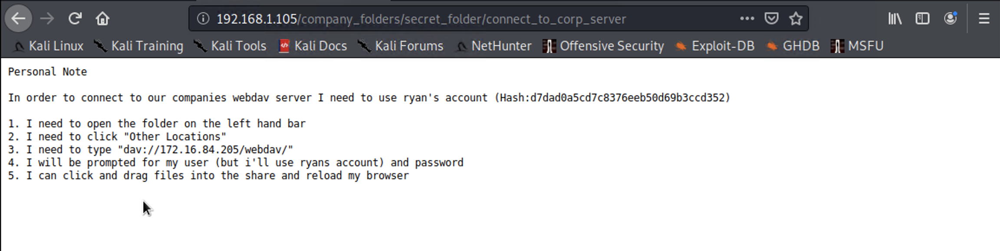 192.168.1.105/company_folders/secret_folder/connect_to_corp_server
Kali Linux Kali Training Kali Tools Kali Docs Kali Forums NetHunter Offensive Security Exploit-DB GHDB MSFU
Personal Note
In order to connect to our companies webdav server I need to use ryan's account (Hash:d7dad0a5cd7c8376eeb50d69b3ccd352)
1. I need to open the folder on the left hand bar
2. I need to click "Other Locations"
3. I need to type "dav://172.16.84.205/webdav/"
4. I will be prompted for my user (but i'll use ryans account) and password
5. I can click and drag files into the share and reload my browser